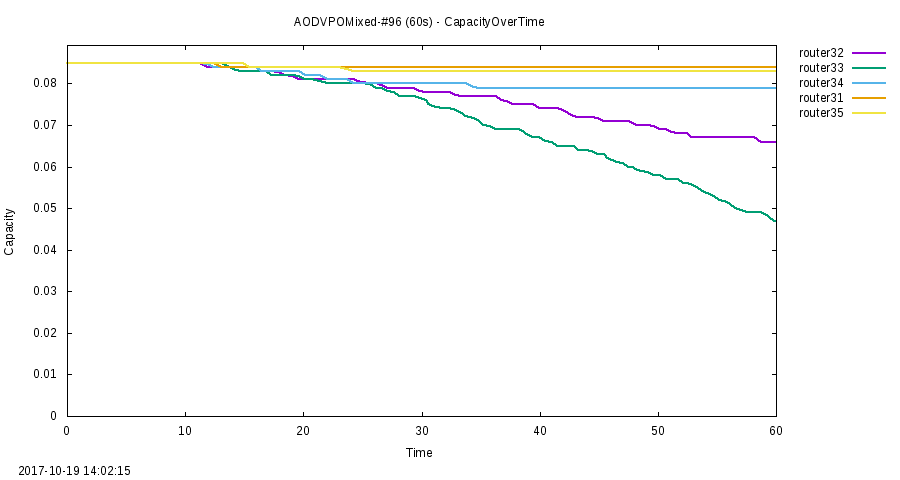 AODVPOMixed-#96 (60s) - CapacityOverTime
router32
router33
router34
router31
router35
0.08
0.07
0.06
0.05
0.04
0.03
0.02
0.01
0
Capacity
0 10 20 30 40 50 60
Time
2017-10-19 14:02:15